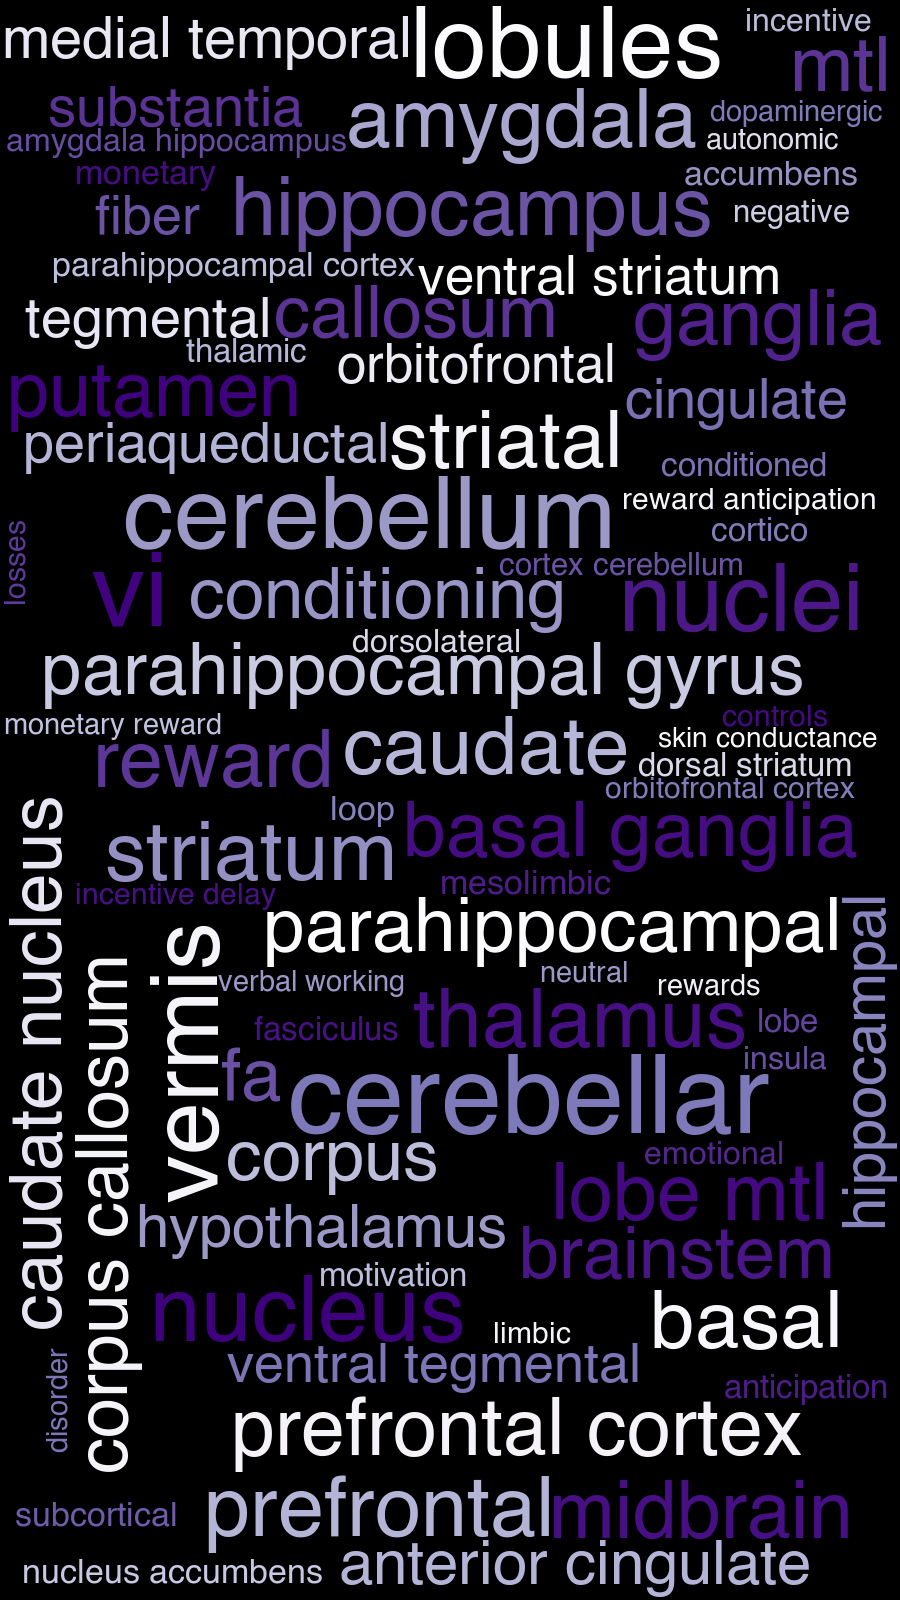 medial temporal
lobules
incentive
mtl
substantia
amygdala
dopaminergic
amygdala hippocampus
autonomic
monetary
accumbens
fiber
hippocampus
negative
parahippocampal cortex
ventral striatum
tegmental
callosum
ganglia
thalamic
orbitofrontal
putamen
cingulate
periaqueductal
striatal
conditioned
cerebellum
reward anticipation
cortico
losses
cortex cerebellum
vi
conditioning
nuclei
dorsolateral
parahippocampal gyrus
monetary reward
controls
reward
caudate
skin conductance
dorsal striatum
orbitofrontal cortex
loop
basal ganglia
striatum
mesolimbic
incentive delay
caudate nucleus
parahippocampal
hippocampal
corpus callosum
vermis
verbal working
neutral
rewards
fasciculus
thalamus
lobe
insula
fa
cerebellar
corpus
emotional
lobe mtl
hypothalamus
brainstem
motivation
nucleus
limbic
basal
disorder
ventral tegmental
anticipation
prefrontal cortex
subcortical
prefrontal
midbrain
nucleus accumbens
anterior cingulate